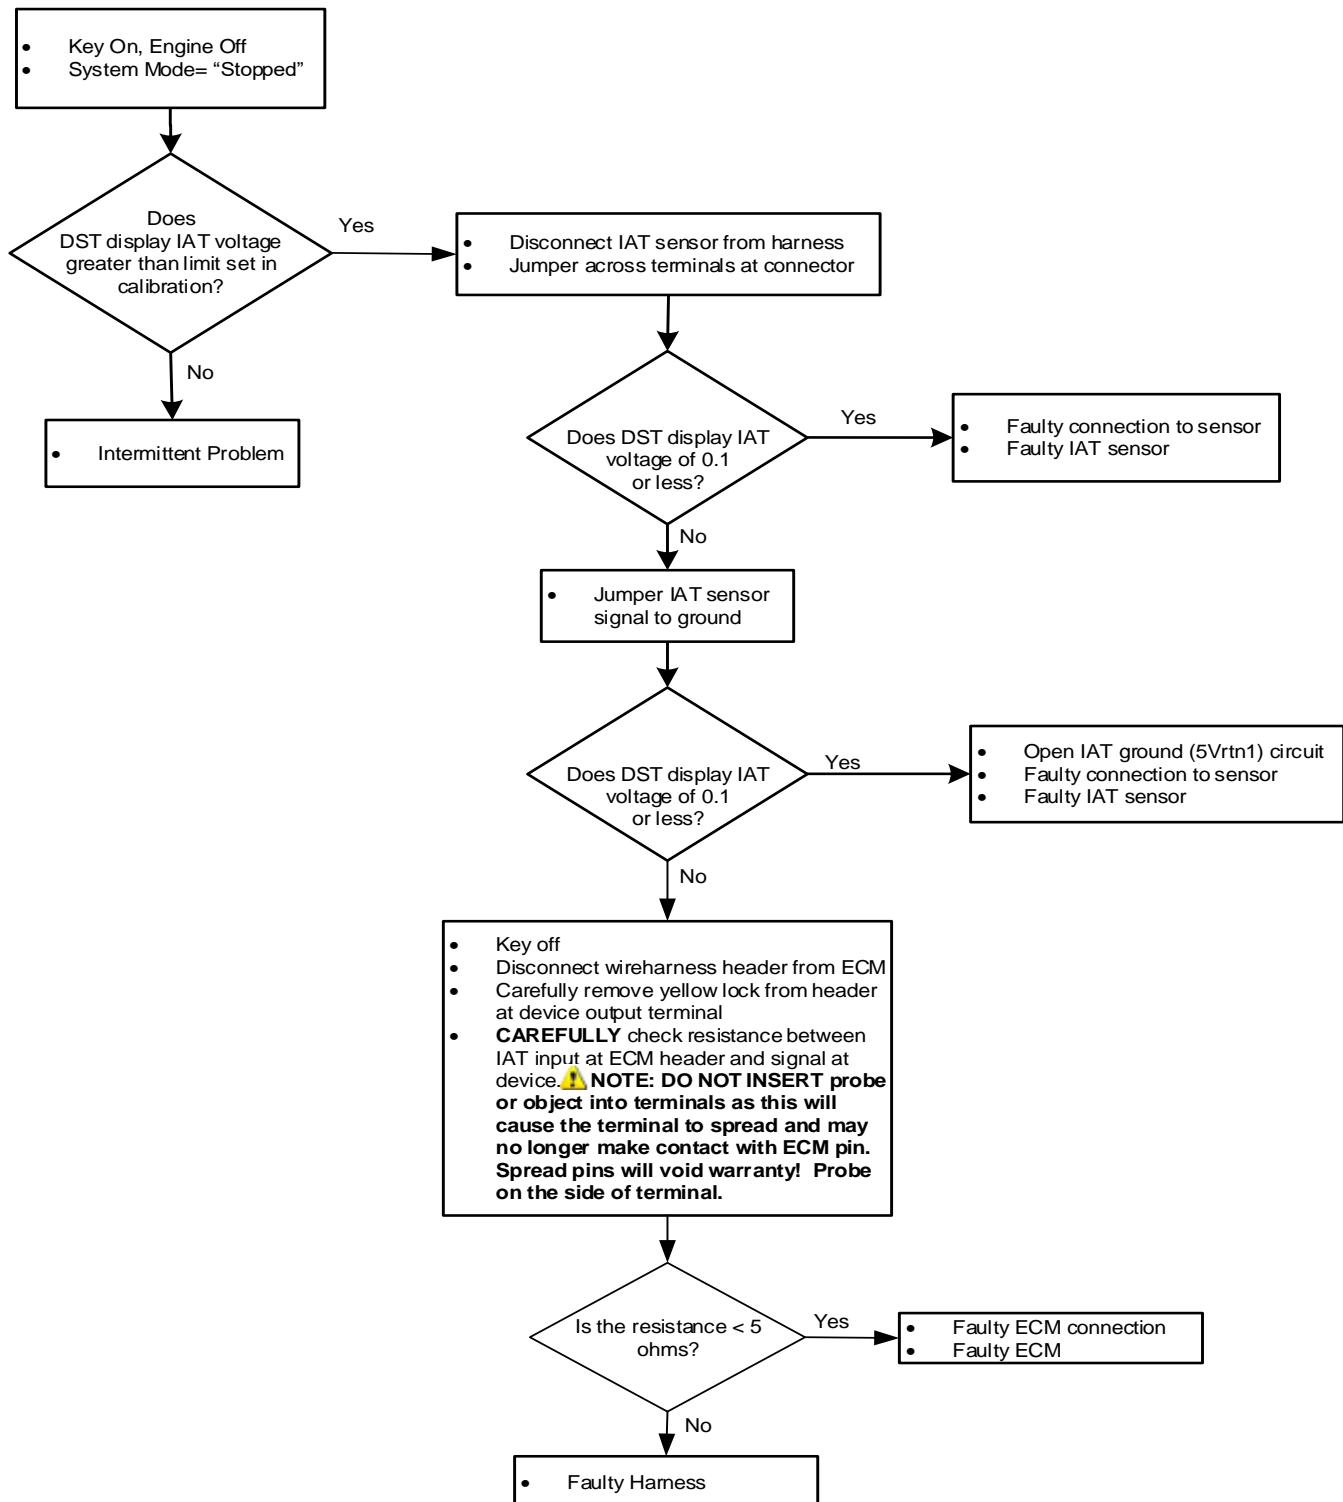 • Key On, Engine Off
• System Mode= “Stopped”
Does
DST display IAT voltage
greater than limit set in
calibration?
Yes
• Disconnect IAT sensor from harness
• Jumper across terminals at connector
No
• Intermittent Problem
Does DST display IAT
voltage of 0.1
or less?
Yes
• Faulty connection to sensor
• Faulty IAT sensor
No
• Jumper IAT sensor
signal to ground
Does DST display IAT
voltage of 0.1
or less?
Yes
• Open IAT ground (5Vrtn1) circuit
• Faulty connection to sensor
• Faulty IAT sensor
No
• Key off
• Disconnect wireharness header from ECM
• Carefully remove yellow lock from header
at device output terminal
• CAREFULLY check resistance between
IAT input at ECM header and signal at
device. NOTE: DO NOT INSERT probe
or object into terminals as this will
cause the terminal to spread and may
no longer make contact with ECM pin.
Spread pins will void warranty! Probe
on the side of terminal.
Is the resistance < 5
ohms?
Yes
• Faulty ECM connection
• Faulty ECM
No
• Faulty Harness